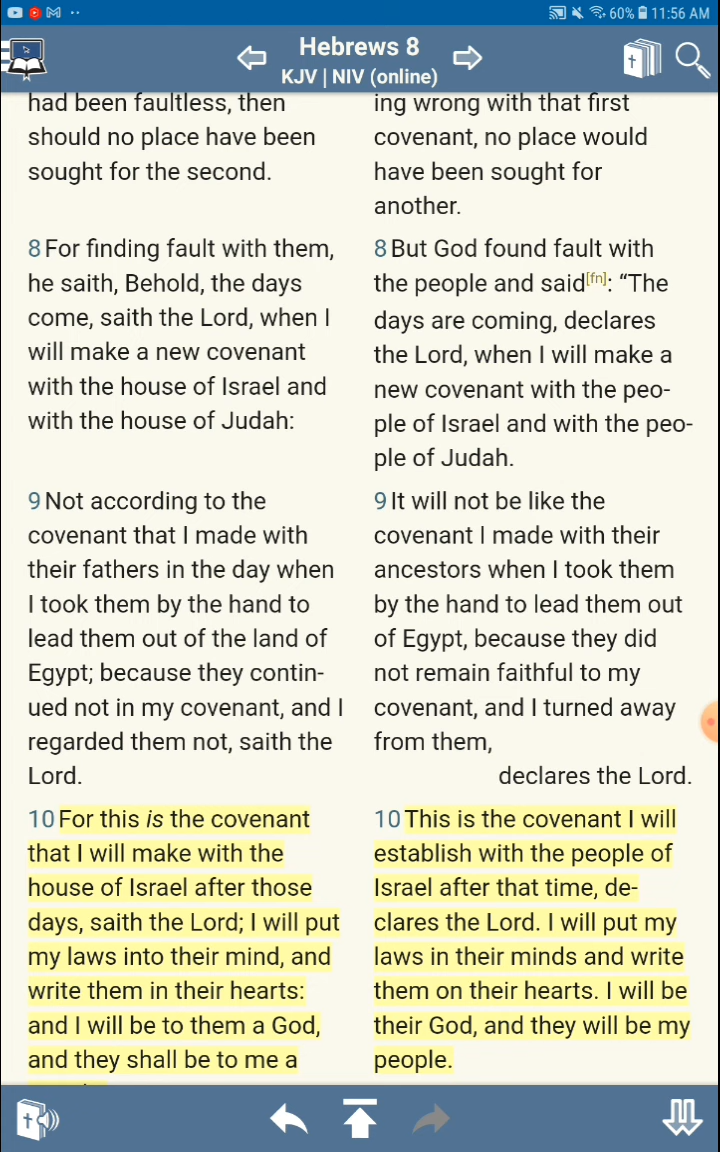 60% 11:56 AM
Hebrews 8
KJV | NIV (online)
had been faultless, then
should no place have been
sought for the second.
8 For finding fault with them,
he saith, Behold, the days
come, saith the Lord, when I
will make a new covenant
with the house of Israel and
with the house of Judah:
9 Not according to the
covenant that I made with
their fathers in the day when
I took them by the hand to
lead them out of the land of
Egypt; because they contin-
ued not in my covenant, and I
regarded them not, saith the
Lord.
10 For this is the covenant
that I will make with the
house of Israel after those
days, saith the Lord; I will put
my laws into their mind, and
write them in their hearts:
and I will be to them a God,
and they shall be to me a
ing wrong with that first
covenant, no place would
have been sought for
another.
8 But God found fault with
the people and said[fn]: “The
days are coming, declares
the Lord, when I will make a
new covenant with the peo-
ple of Israel and with the peo-
ple of Judah.
9 It will not be like the
covenant I made with their
ancestors when I took them
by the hand to lead them out
of Egypt, because they did
not remain faithful to my
covenant, and I turned away
from them,
declares the Lord.
10 This is the covenant I will
establish with the people of
Israel after that time, de-
clares the Lord. I will put my
laws in their minds and write
them on their hearts. I will be
their God, and they will be my
people.